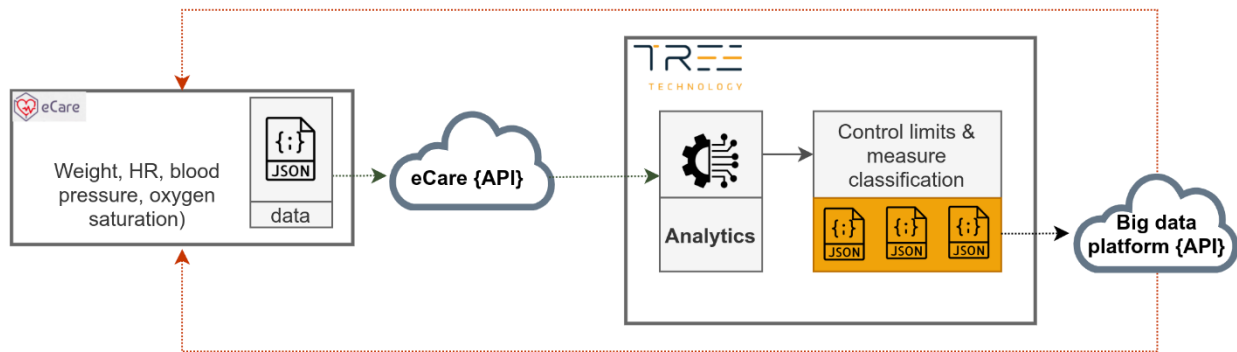 eCare
Weight, HR, blood
pressure, oxygen
saturation)
{;}
JSON
data
eCare {API}
TREE
TECHNOLOGY
Analytics
Control limits &
measure
classification
{;} {;} {;}
JSON JSON JSON
Big data
platform {API}